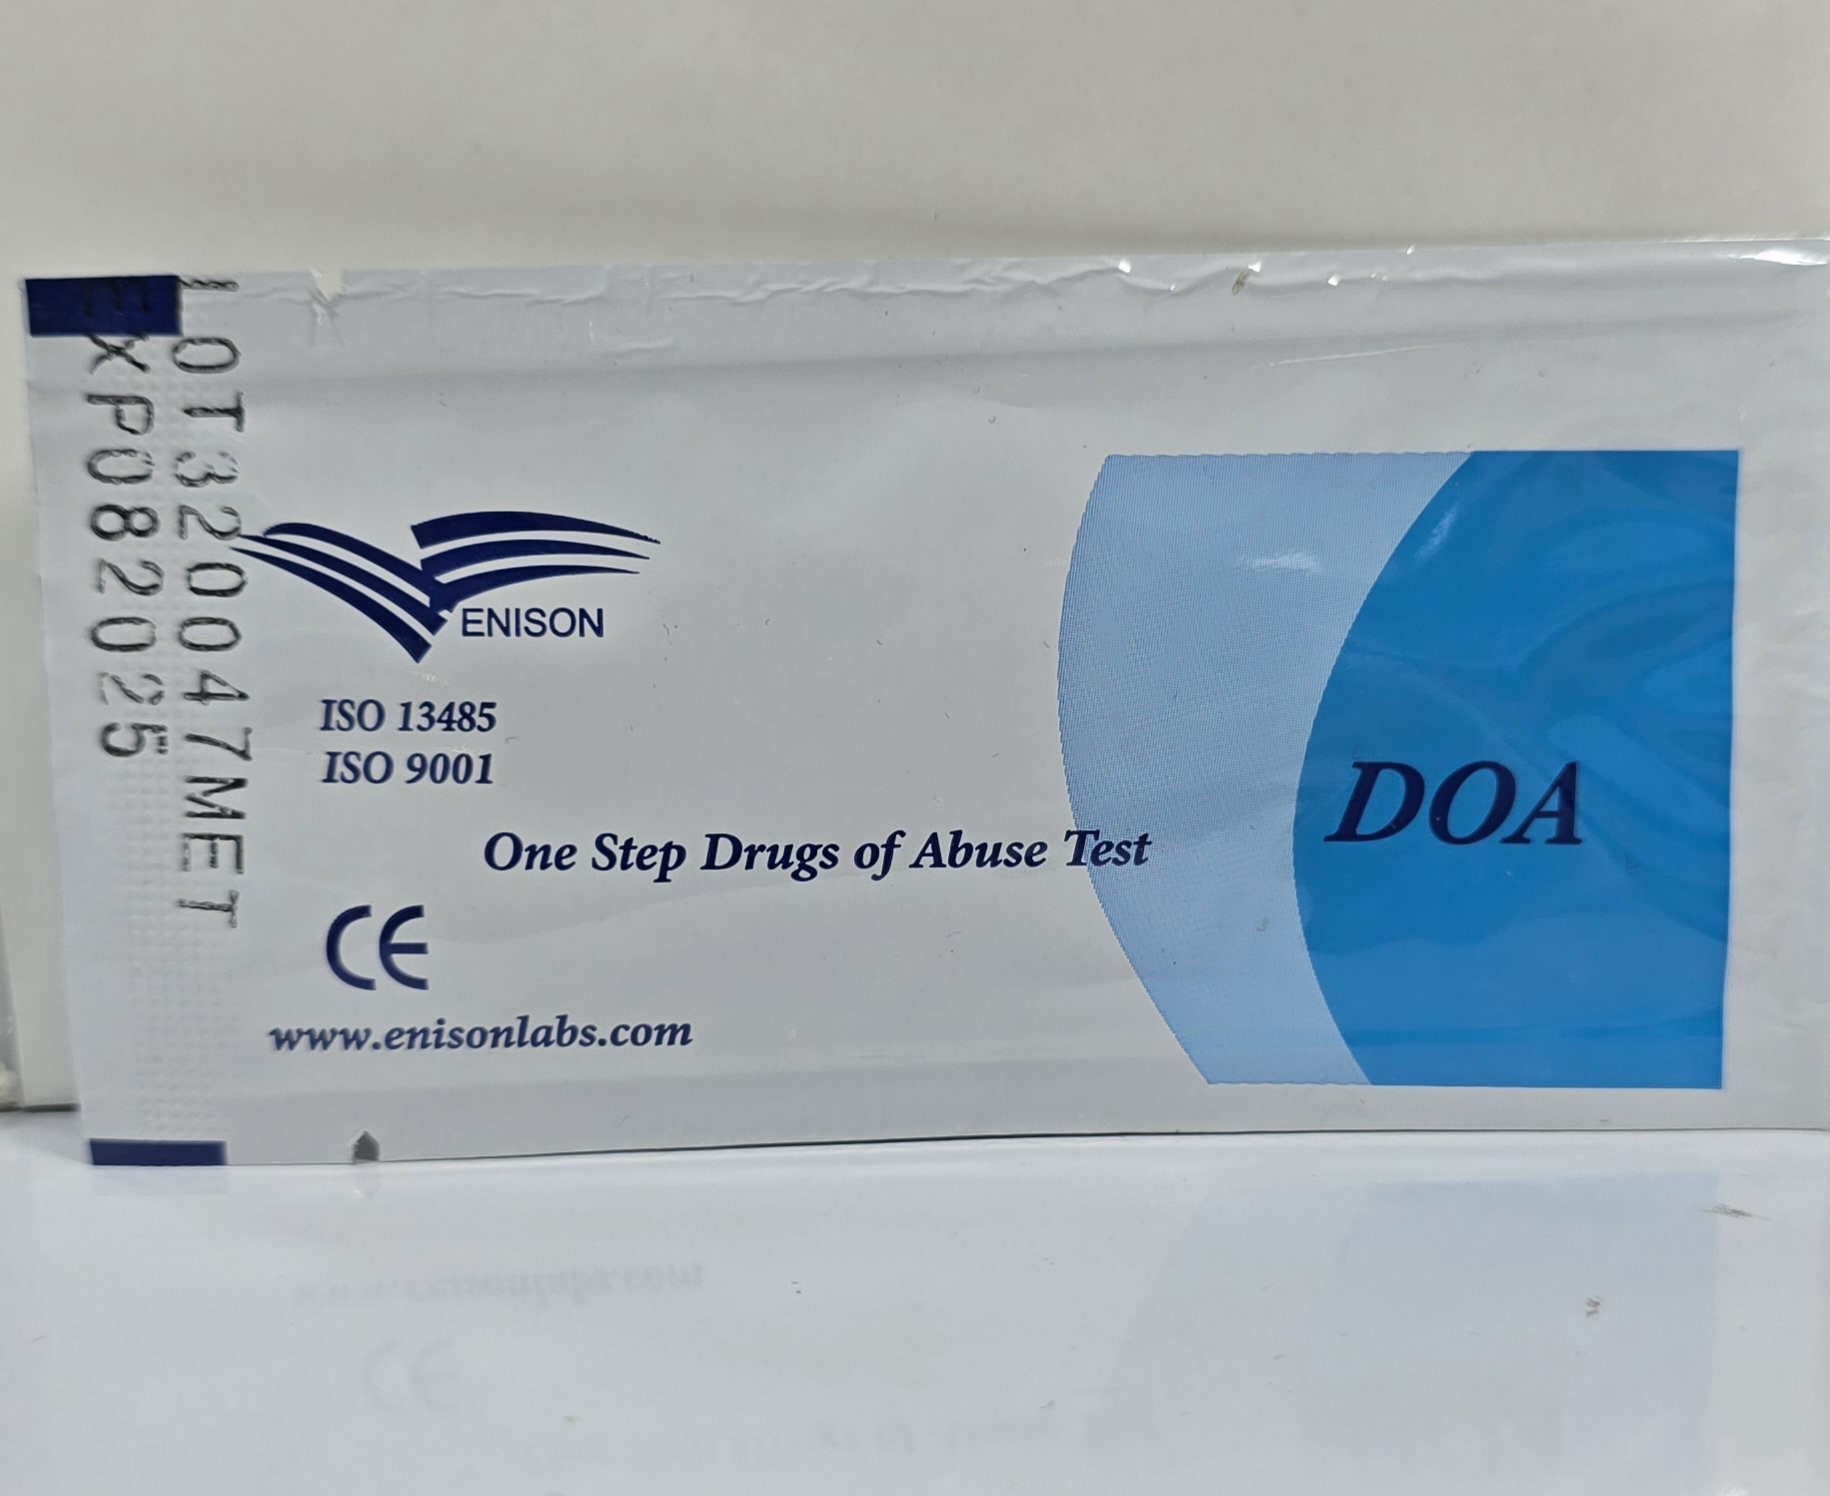 LOT320047MET
EXP082025
ENISON
ISO 13485
ISO 9001
One Step Drugs of Abuse Test
DOA
CE
www.enisonlabs.com